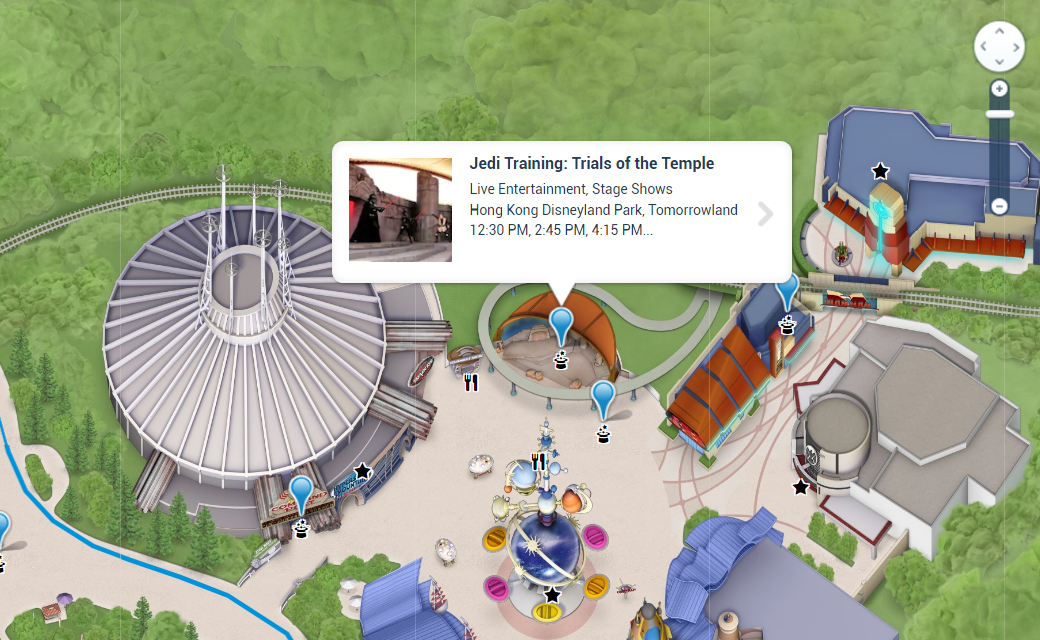 Jedi Training: Trials of the Temple
Live Entertainment, Stage Shows
Hong Kong Disneyland Park, Tomorrowland
12:30 PM, 2:45 PM, 4:15 PM...